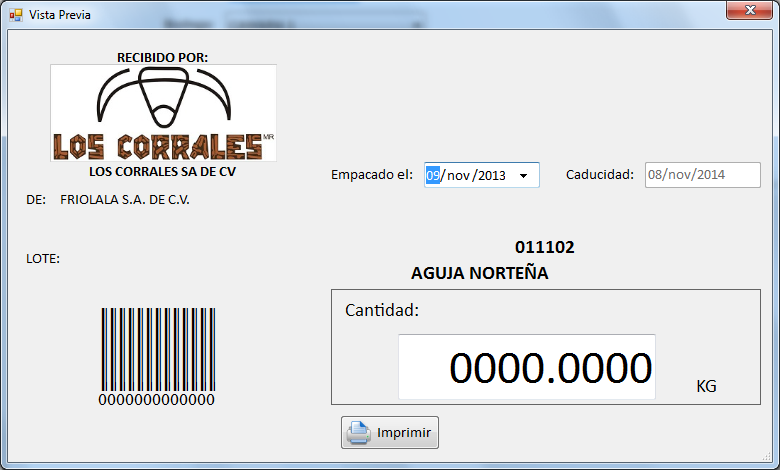 Vista Previa
RECIBIDO POR:
LOS CORRALES MR
LOS CORRALES SA DE CV
Empacado el: 09/nov/2013 Caducidad: 08/nov/2014
DE: FRIOLALA S.A. DE C.V.
011102
LOTE:
AGUJA NORTEÑA
Cantidad:
0000.0000 KG
0000000000000
Imprimir